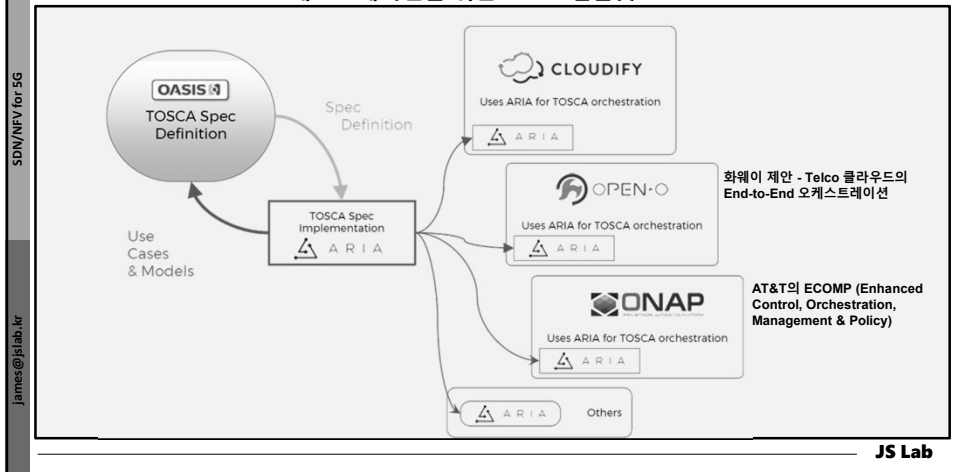 SDN/NFV for 5G
james@jslab.kr
OASIS
TOSCA Spec
Definition
Spec
Definition
Use
Cases
& Models
TOSCA Spec
Implementation
ARIA
CLOUDIFY
Uses ARIA for TOSCA orchestration
ARIA
OPEN-O
Uses ARIA for TOSCA orchestration
ARIA
화웨이 제안 - Telco 클라우드의
End-to-End 오케스트레이션
ONAP
Uses ARIA for TOSCA orchestration
ARIA
AT&T의 ECOMP (Enhanced
Control, Orchestration,
Management & Policy)
ARIA
Others
JS Lab